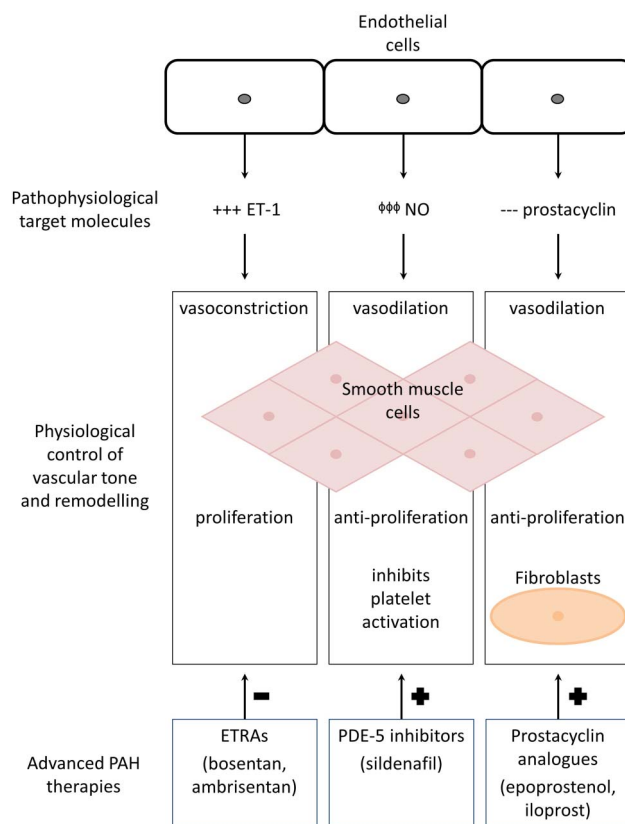 Endothelial
cells
Pathophysiological
target molecules
+++ ET-1
ɸɸɸ NO
--- prostacyclin
vasoconstriction
vasodilation
vasodilation
Smooth muscle
cells
Physiological
control of
vascular tone
and remodelling
proliferation
anti-proliferation
anti-proliferation
inhibits
platelet
activation
Fibroblasts
Advanced PAH
therapies
ETRAs
(bosentan,
ambrisentan)
PDE-5 inhibitors
(sildenafil)
Prostacyclin
analogues
(epoprostenol,
iloprost)